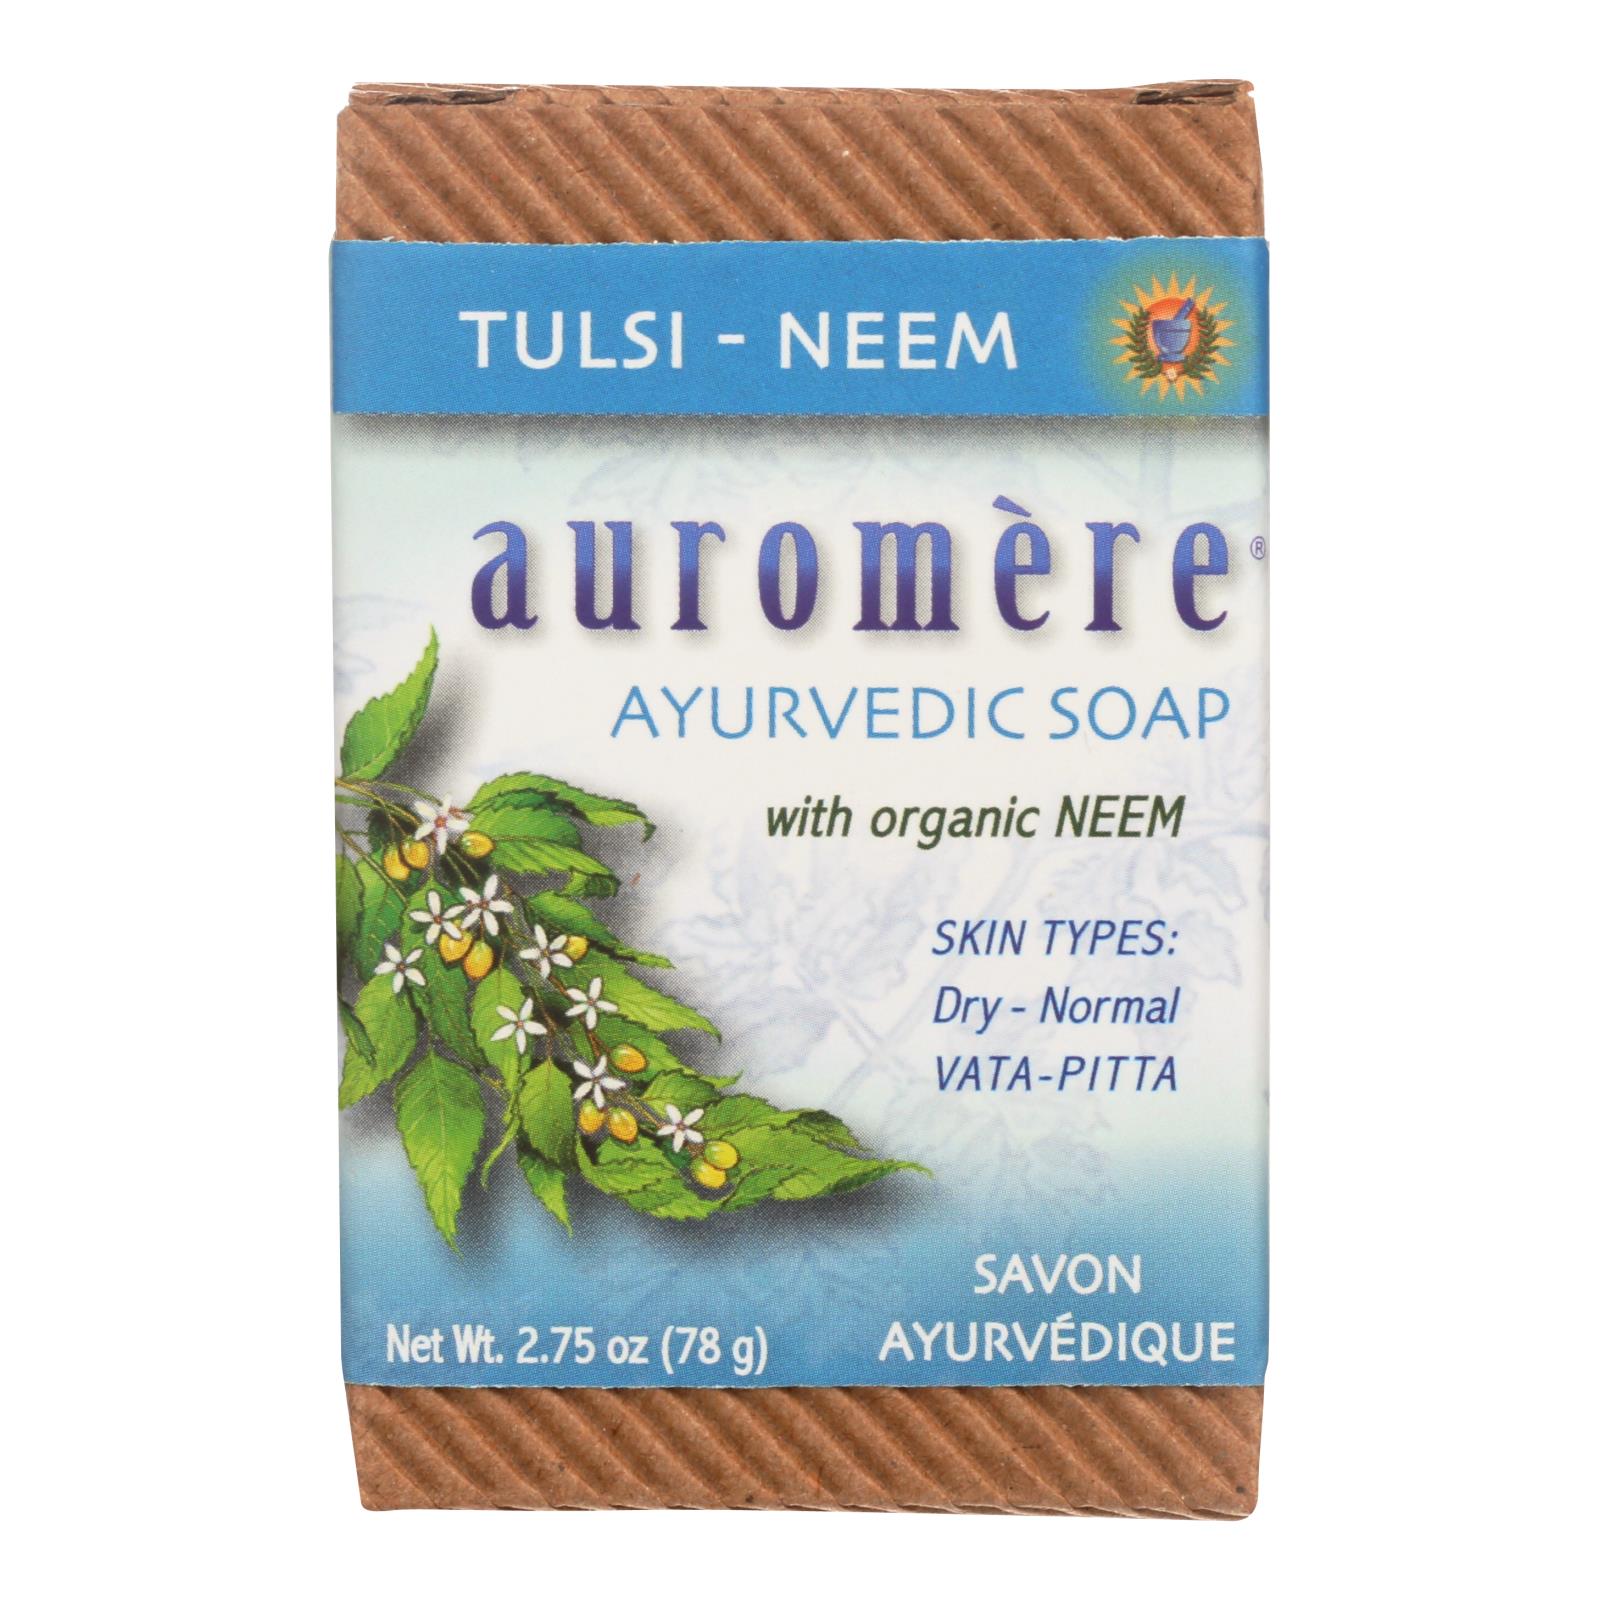 TULSI - NEEM
auromère®
AYURVEDIC SOAP
with organic NEEM
SKIN TYPES:
Dry - Normal
VATA-PITTA
SAVON
AYURVÉDIQUE
Net Wt. 2.75 oz (78 g)